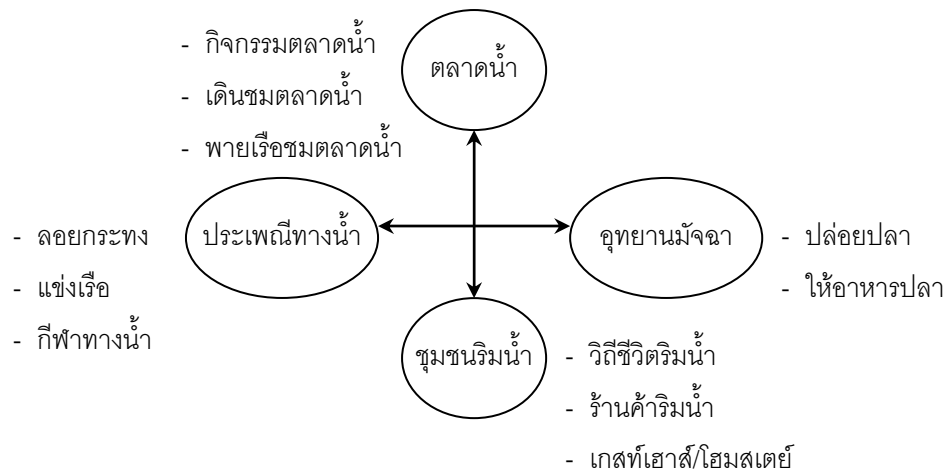 - กิจกรรมตลาดน้ำ
ตลาดน้ำ
- เดินชมตลาดน้ำ
- พายเรือชมตลาดน้ำ
- ลอยกระทง
ประเพณีทางน้ำ
อุทยานมัจฉา
- ปล่อยปลา
- แข่งเรือ
- ให้อาหารปลา
- กีฬาทางน้ำ
ชุมชนริมน้ำ
- วิถีชีวิตริมน้ำ
- ร้านค้าริมน้ำ
- เกสท์เฮาส์/โฮมสเตย์